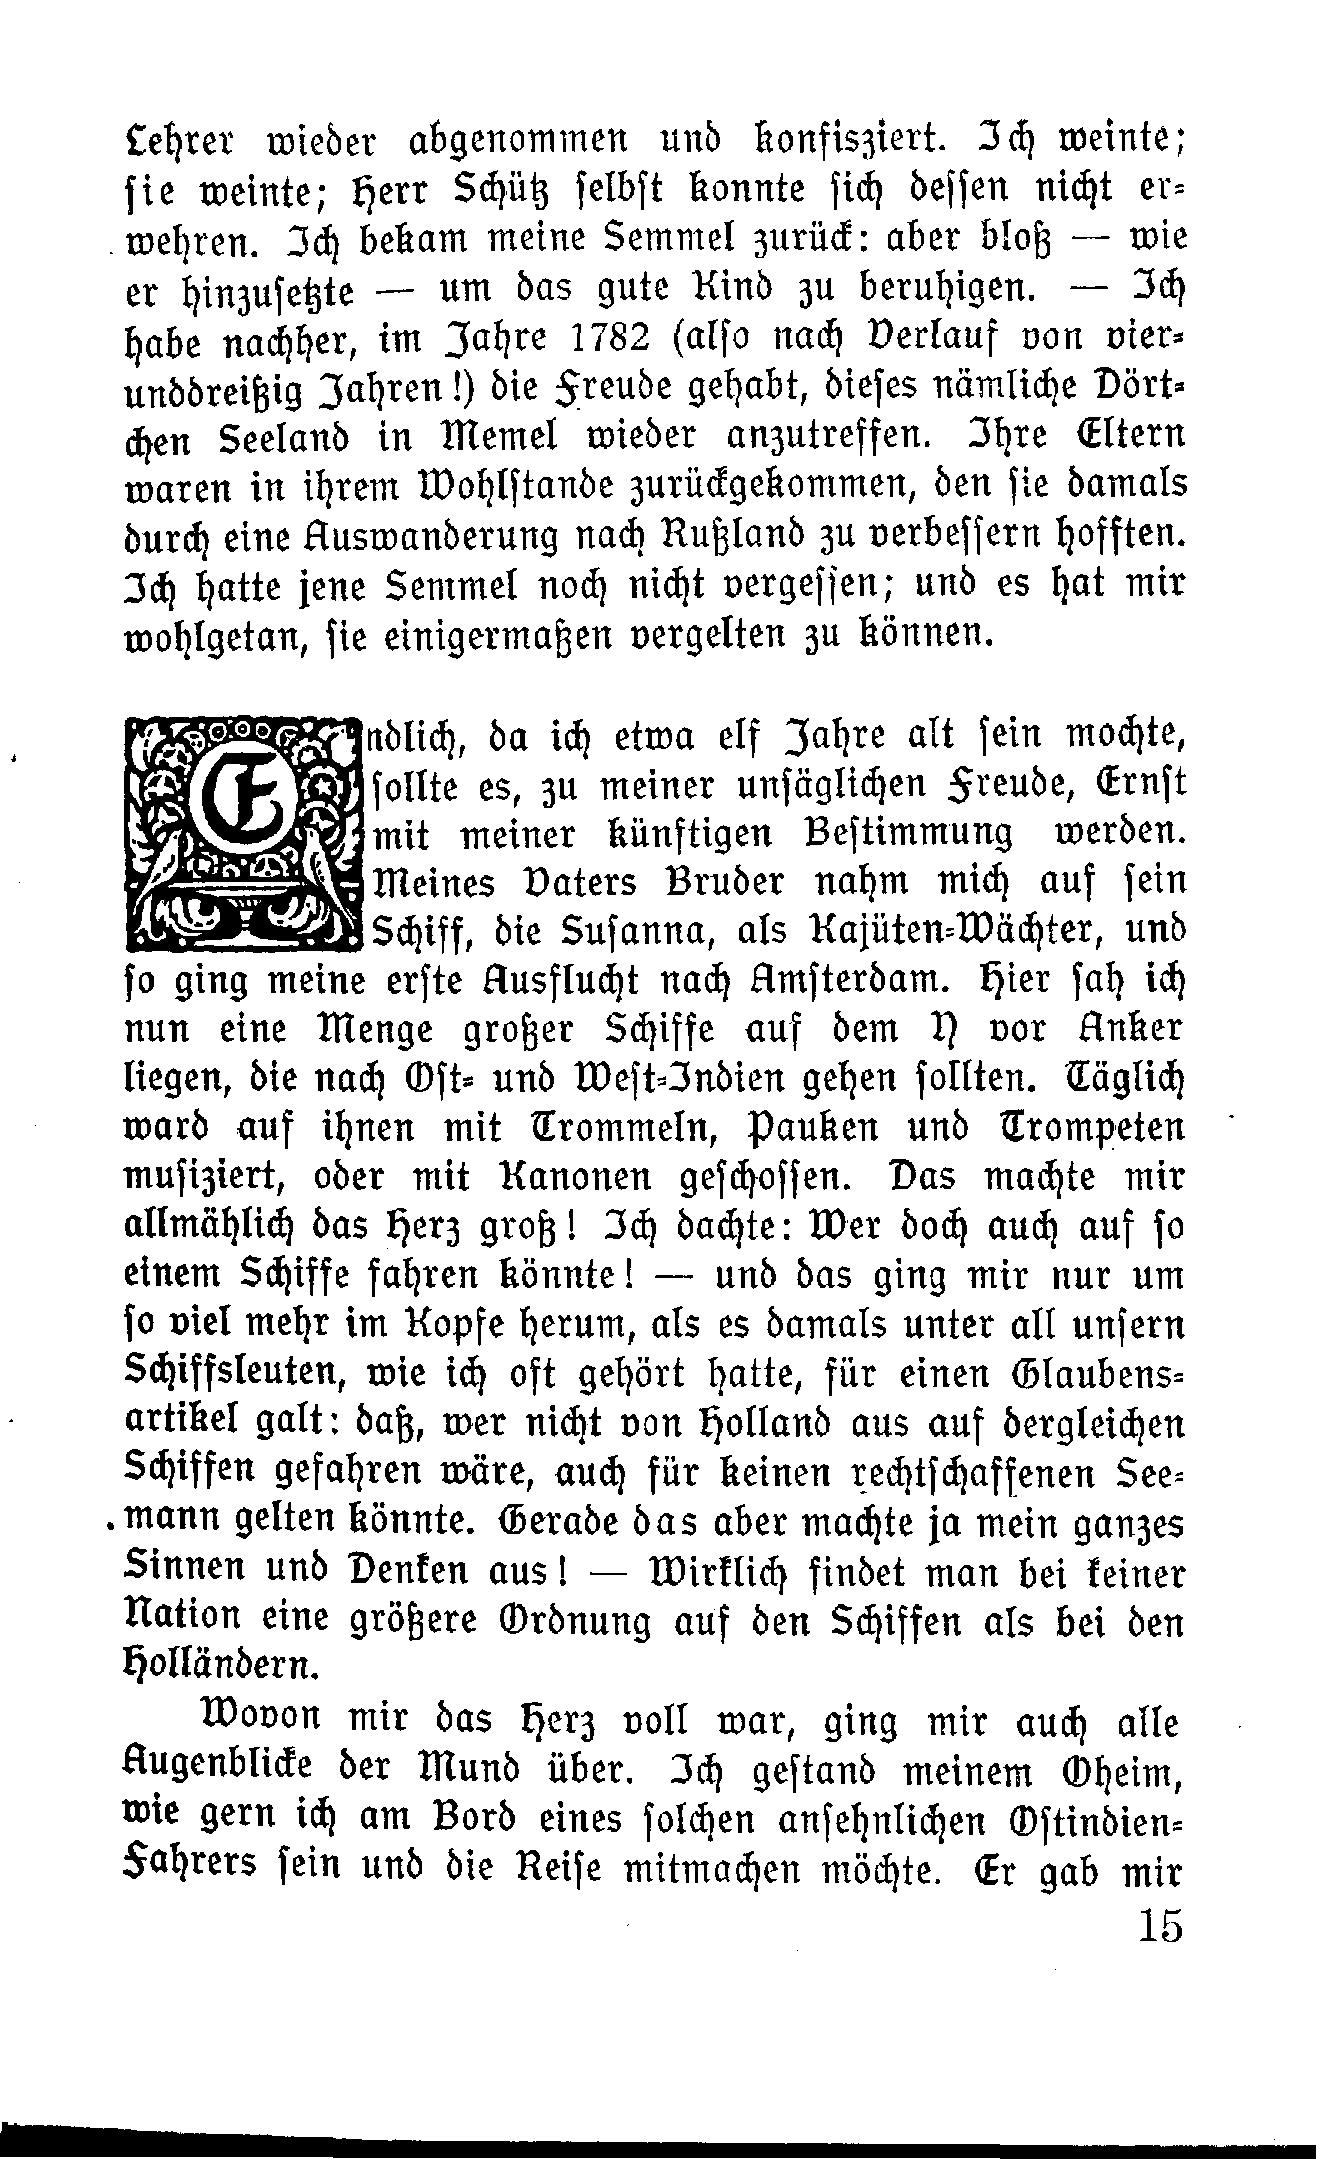 Lehrer wieder abgenommen und konfisziert. Ich weinte;
sie weinte; Herr Schütz selbst konnte sich dessen nicht er-
wehren. Ich bekam meine Semmel zurück: aber bloß — wie
er hinzusetzte — um das gute Kind zu beruhigen. — Ich
habe nachher, im Jahre 1782 (also nach Verlauf von vier-
unddreißig Jahren!) die Freude gehabt, dieses nämliche Dört-
chen Seeland in Memel wieder anzutreffen. Ihre Eltern
waren in ihrem Wohlstande zurückgekommen, den sie damals
durch eine Auswanderung nach Rußland zu verbessern hofften.
Ich hatte jene Semmel noch nicht vergessen; und es hat mir
wohlgetan, sie einigermaßen vergelten zu können.
Endlich, da ich etwa elf Jahre alt sein mochte,
sollte es, zu meiner unsäglichen Freude, Ernst
mit meiner künftigen Bestimmung werden.
Meines Vaters Bruder nahm mich auf sein
Schiff, die Susanna, als Kajüten-Wächter, und
so ging meine erste Ausflucht nach Amsterdam. Hier sah ich
nun eine Menge großer Schiffe auf dem Y vor Anker
liegen, die nach Ost- und West-Indien gehen sollten. Täglich
ward auf ihnen mit Trommeln, Pauken und Trompeten
musiziert, oder mit Kanonen geschossen. Das machte mir
allmählich das Herz groß! Ich dachte: Wer doch auch auf so
einem Schiffe fahren könnte! — und das ging mir nur um
so viel mehr im Kopfe herum, als es damals unter all unsern
Schiffsleuten, wie ich oft gehört hatte, für einen Glaubens-
artikel galt: daß, wer nicht von Holland aus auf dergleichen
Schiffen gefahren wäre, auch für keinen rechtschaffenen See-
mann gelten könnte. Gerade das aber machte ja mein ganzes
Sinnen und Denken aus! — Wirklich findet man bei keiner
Nation eine größere Ordnung auf den Schiffen als bei den
Holländern.
Wovon mir das Herz voll war, ging mir auch alle
Augenblicke der Mund über. Ich gestand meinem Oheim,
wie gern ich am Bord eines solchen ansehnlichen Ostindien-
Fahrers sein und die Reise mitmachen möchte. Er gab mir
15